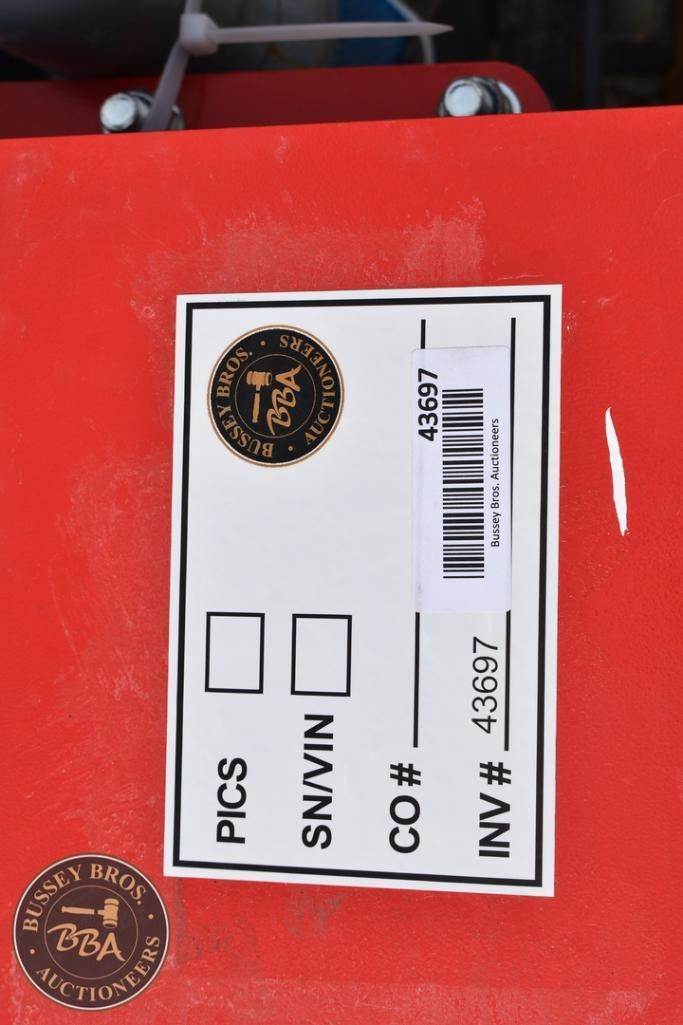 BUSSEY BROS.
BBA
AUCTIONEERS
PICS
SN/VIN
CO #
43697
Bussey Bros. Auctioneers
INV # 43697
BUSSEY BROS.
BBA
AUCTIONEERS